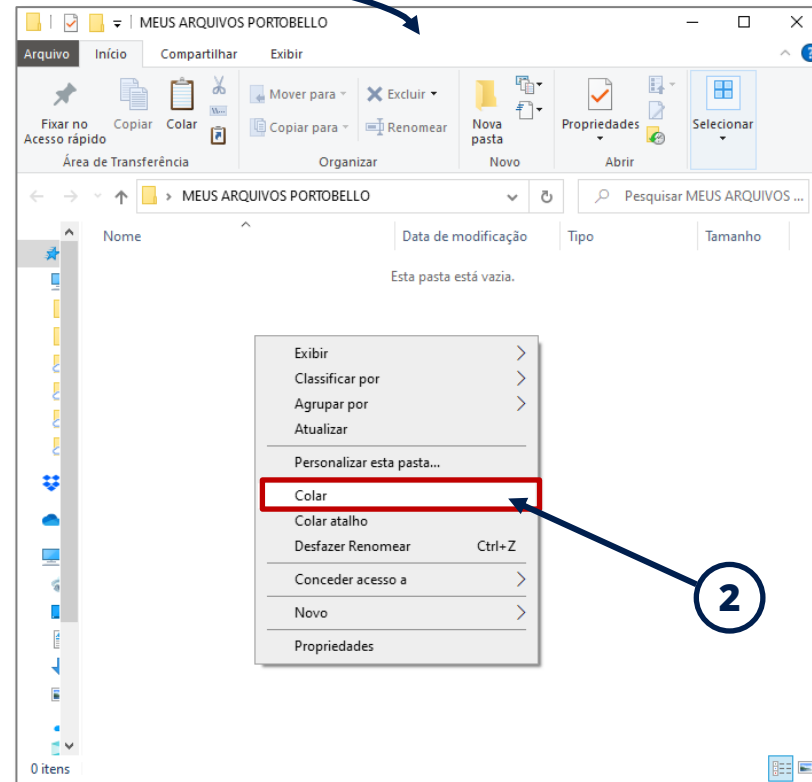 MEUS ARQUIVOS PORTOBELLO
Arquivo Início Compartilhar Exibir
Fixar no Acesso rápido Copiar Colar Mover para Copiar para Excluir Renomear Nova pasta Propriedades Selecionar
Área de Transferência Organizar Novo Abrir
MEUS ARQUIVOS PORTOBELLO Pesquisar MEUS ARQUIVOS ...
Nome Data de modificação Tipo Tamanho
Esta pasta está vazia.
Exibir
Classificar por
Agrupar por
Atualizar
Personalizar esta pasta...
Colar
Colar atalho
Desfazer Renomear Ctrl+Z
Conceder acesso a
2
Novo
Propriedades
0 itens